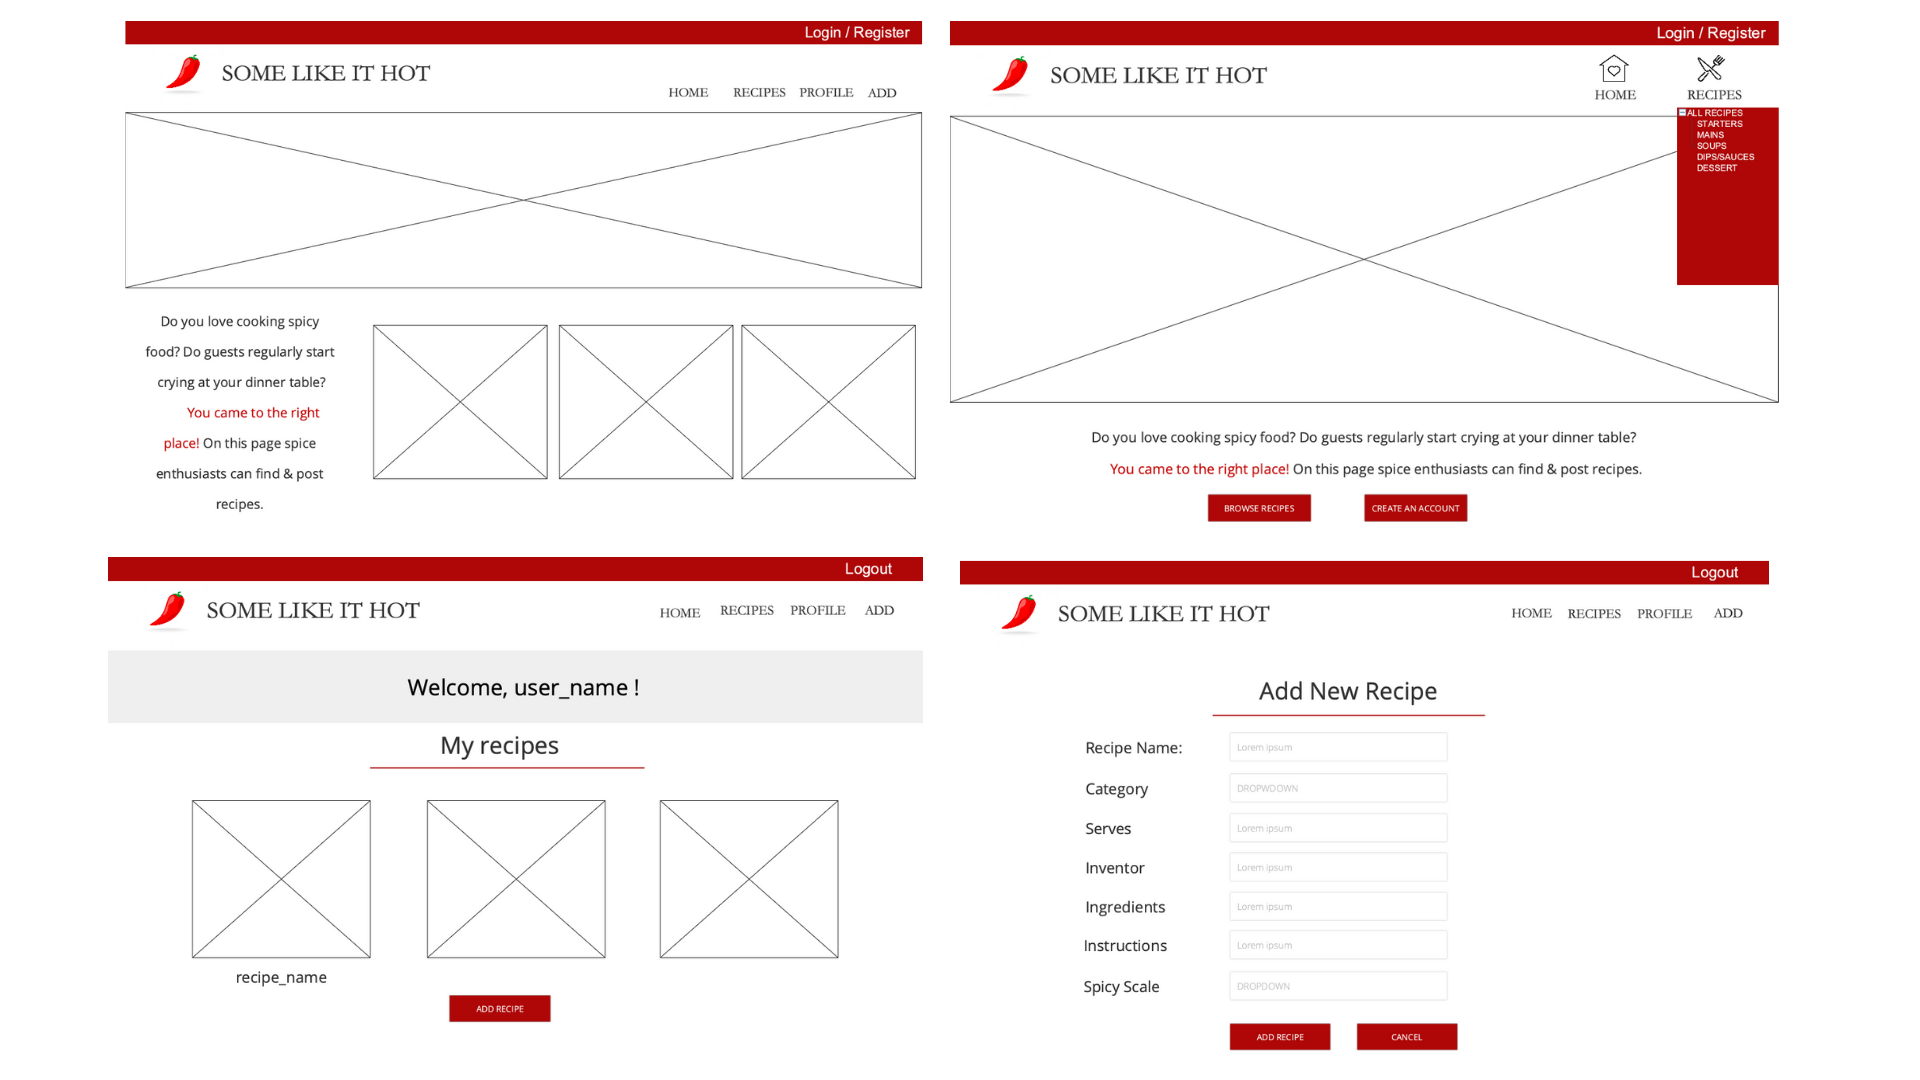 Login / Register
SOME LIKE IT HOT
HOME RECIPES PROFILE ADD
Do you love cooking spicy
food? Do guests regularly start
crying at your dinner table?
You came to the right
place! On this page spice
enthusiasts can find & post
recipes.
Login / Register
SOME LIKE IT HOT
HOME RECIPES
ALL RECIPES
STARTERS
MAINS
SOUPS
DIPS/SAUCES
DESSERT
Do you love cooking spicy food? Do guests regularly start crying at your dinner table?
You came to the right place! On this page spice enthusiasts can find & post recipes.
BROWSE RECIPES CREATE AN ACCOUNT
Logout
SOME LIKE IT HOT
HOME RECIPES PROFILE ADD
Welcome, user_name !
My recipes
recipe_name
ADD RECIPE
Logout
SOME LIKE IT HOT
HOME RECIPES PROFILE ADD
Add New Recipe
Recipe Name: Lorem ipsum
Category DROPWDOWN
Serves Lorem ipsum
Inventor Lorem ipsum
Ingredients Lorem ipsum
Instructions Lorem ipsum
Spicy Scale DROPDOWN
ADD RECIPE CANCEL